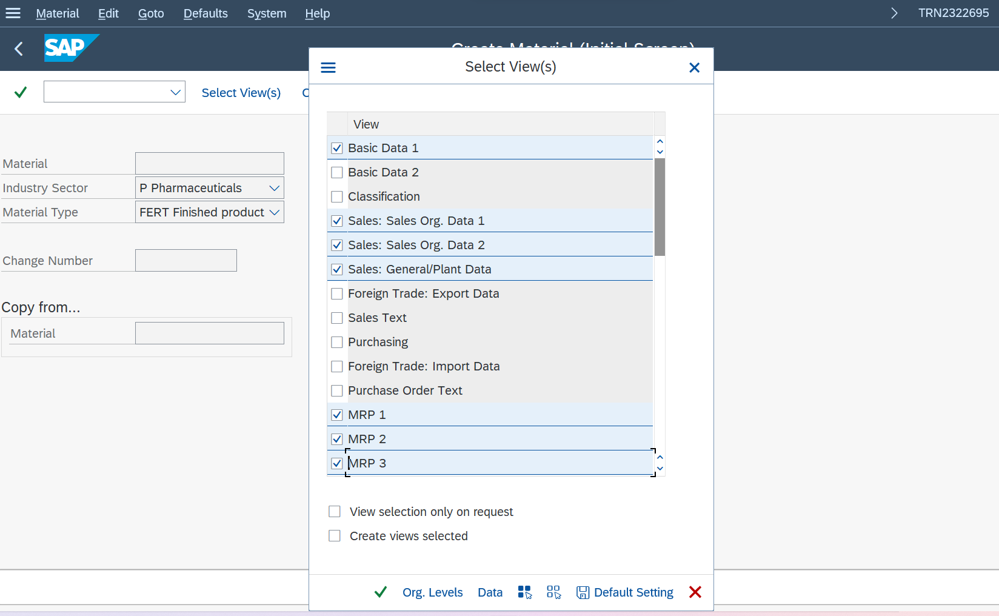 Material Edit Goto Defaults System Help TRN2322695
SAP
Create Material (Initial Screen)
Select View(s)
Select View(s)
View
Basic Data 1
Basic Data 2
Classification
Sales: Sales Org. Data 1
Sales: Sales Org. Data 2
Sales: General/Plant Data
Foreign Trade: Export Data
Sales Text
Purchasing
Foreign Trade: Import Data
Purchase Order Text
MRP 1
MRP 2
MRP 3
View selection only on request
Create views selected
Org. Levels Data Default Setting
Material
Industry Sector P Pharmaceuticals
Material Type FERT Finished product
Change Number
Copy from...
Material